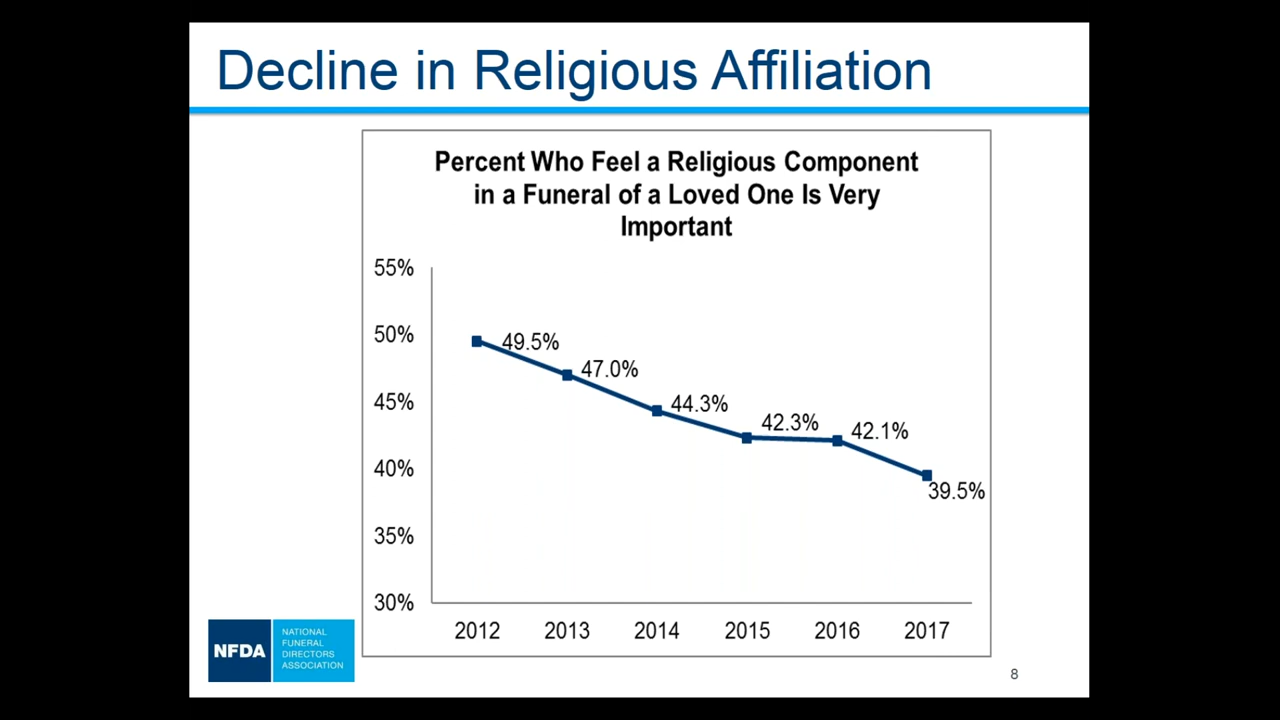 Decline in Religious Affiliation
Percent Who Feel a Religious Component
in a Funeral of a Loved One Is Very
Important
55%
50%
45%
40%
35%
30%
49.5%
47.0%
44.3%
42.3%
42.1%
39.5%
2012 2013 2014 2015 2016 2017
NFDA
NATIONAL
FUNERAL
DIRECTORS
ASSOCIATION
8